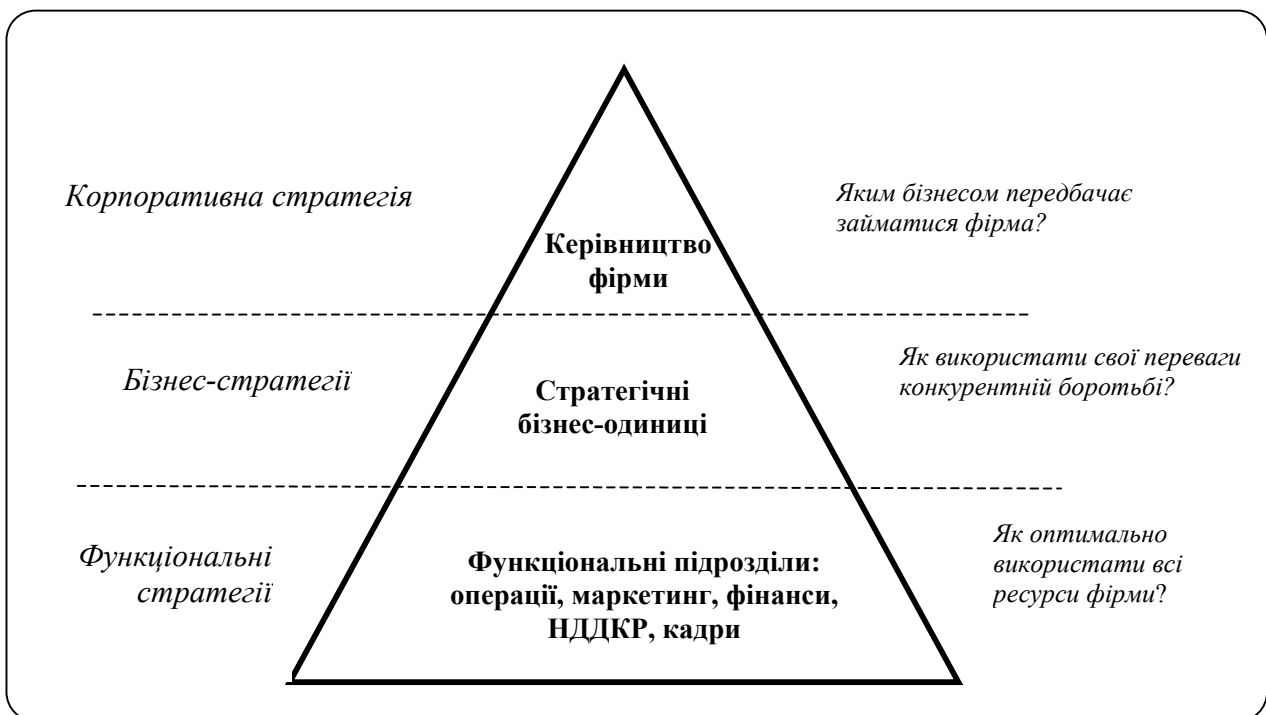 Корпоративна стратегія
Яким бізнесом передбачає
займатися фірма?
Керівництво
фірми
Бізнес-стратегії
Як використати свої переваги
конкурентній боротьбі?
Стратегічні
бізнес-одиниці
Функціональні
стратегії
Як оптимально
використати всі
ресурси фірми?
Функціональні підрозділи:
операції, маркетинг, фінанси,
НДДКР, кадри